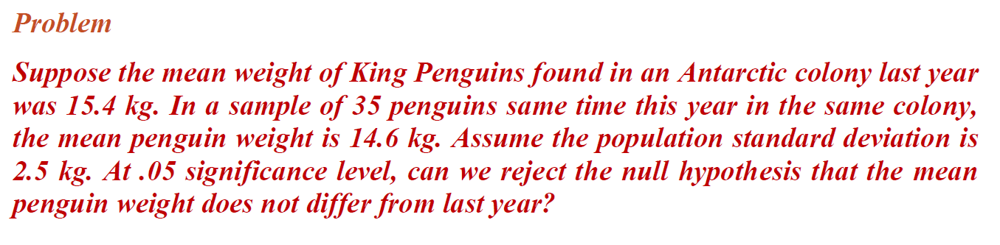 Problem
Suppose the mean weight of King Penguins found in an Antarctic colony last year
was 15.4 kg. In a sample of 35 penguins same time this year in the same colony,
the mean penguin weight is 14.6 kg. Assume the population standard deviation is
2.5 kg. At .05 significance level, can we reject the null hypothesis that the mean
penguin weight does not differ from last year?